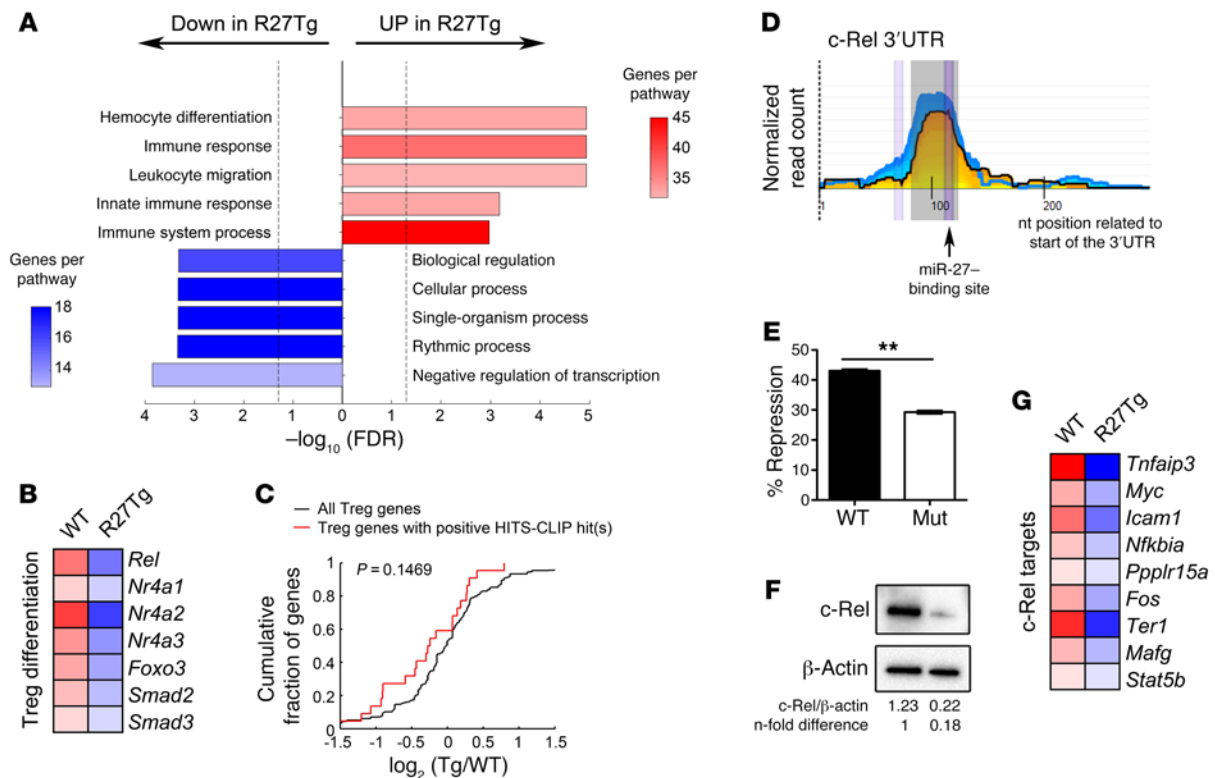 A
Down in R27Tg
UP in R27Tg
Hemocyte differentiation
Immune response
Leukocyte migration
Innate immune response
Immune system process
Genes per
pathway
45
40
35
Genes per
pathway
18
16
14
Biological regulation
Cellular process
Single-organism process
Rythmic process
Negative regulation of transcription
4 3 2 1 0 1 2 3 4 5
–log10 (FDR)
B
WT R27Tg
Treg differentiation
Rel
Nr4a1
Nr4a2
Nr4a3
Foxo3
Smad2
Smad3
C
All Treg genes
Treg genes with positive HITS-CLIP hit(s)
P = 0.1469
Cumulative
fraction of genes
1
0.8
0.6
0.4
0.2
0
-1.5 -1 -0.5 0 0.5 1 1.5
log2 (Tg/WT)
D
c-Rel 3′UTR
Normalized
read count
1 100 200
nt position related to
start of the 3′UTR
miR-27–
binding site
E
% Repression
50
40
30
20
10
0
**
WT Mut
F
c-Rel
β-Actin
c-Rel/β-actin 1.23 0.22
n-fold difference 1 0.18
G
WT R27Tg
c-Rel targets
Tnfaip3
Myc
Icam1
Nfkbia
Ppplr15a
Fos
Ter1
Mafg
Stat5b